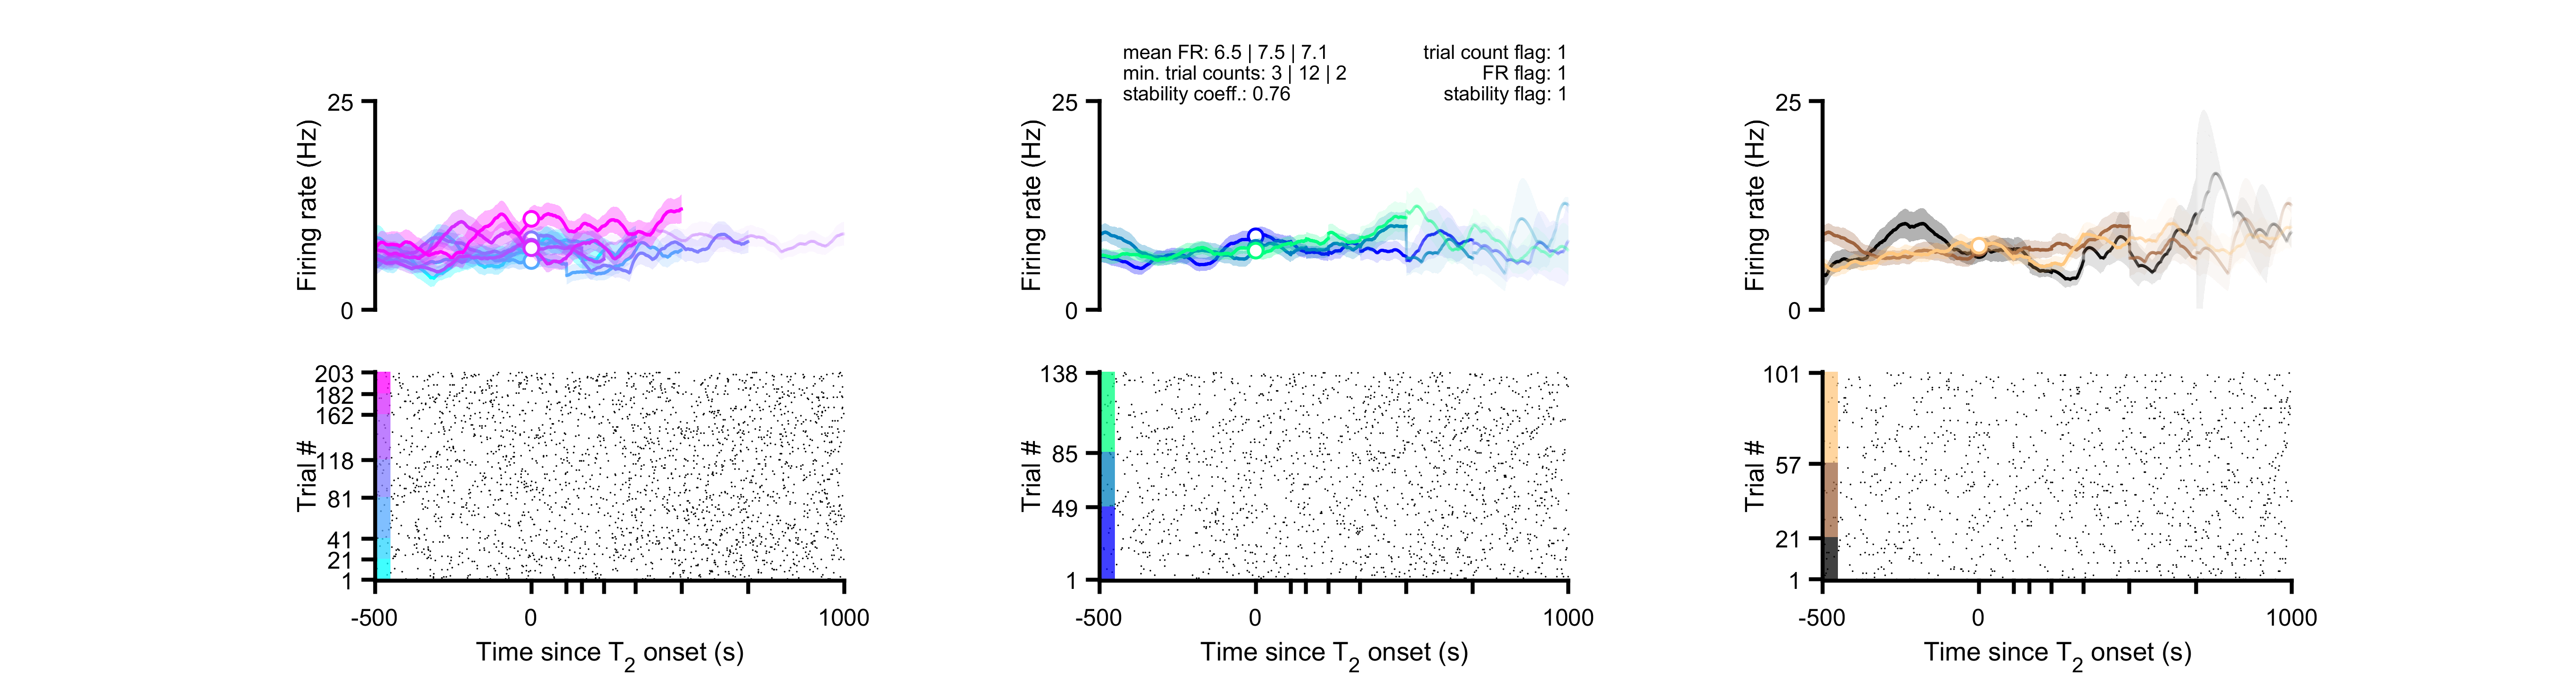 mean FR: 6.5 | 7.5 | 7.1
min. trial counts: 3 | 12 | 2
stability coeff.: 0.76
trial count flag: 1
FR flag: 1
stability flag: 1
Firing rate (Hz)
25
0
Firing rate (Hz)
25
0
Firing rate (Hz)
25
0
Trial #
203
182
162
118
81
41
21
1
-500
0
1000
Time since T2 onset (s)
Trial #
138
85
49
1
-500
0
1000
Time since T2 onset (s)
Trial #
101
57
21
1
-500
0
1000
Time since T2 onset (s)